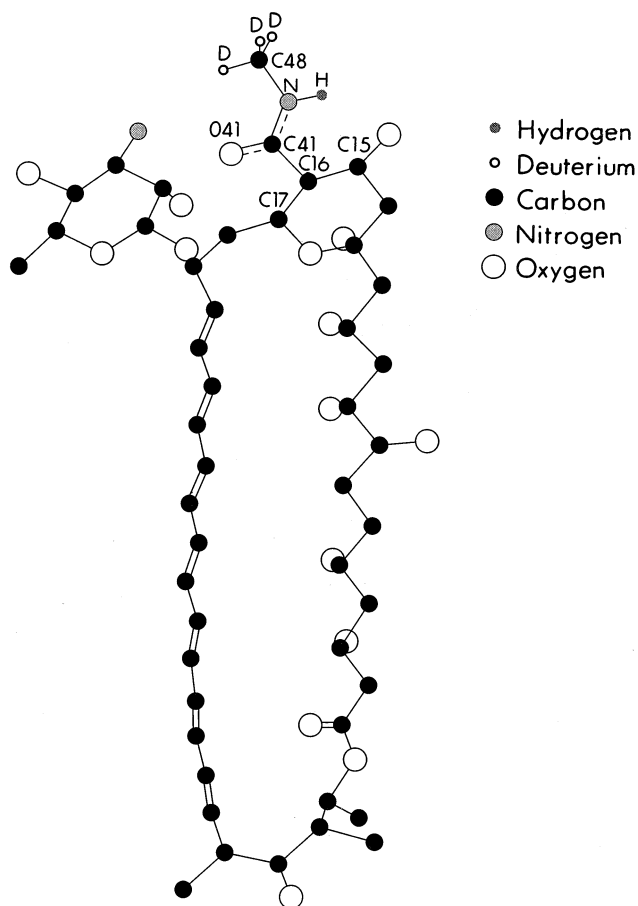 D D
D
C48
N H
O41
C41
C15
C16
C17
Hydrogen
Deuterium
Carbon
Nitrogen
Oxygen